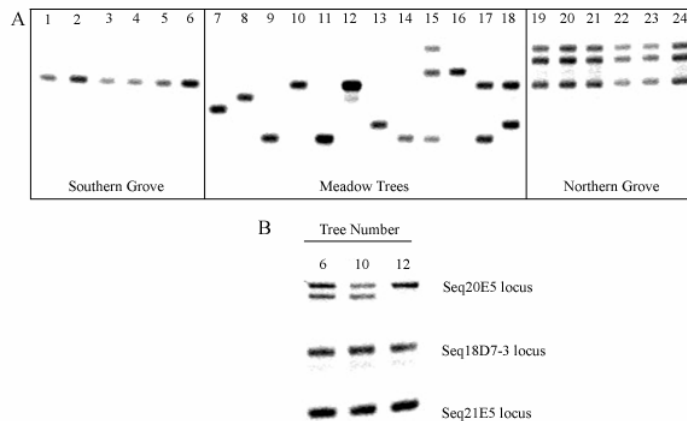 A
1 2 3 4 5 6 7 8 9 10 11 12 13 14 15 16 17 18 19 20 21 22 23 24
Southern Grove Meadow Trees Northern Grove
B
Tree Number
6 10 12
Seq20E5 locus
Seq18D7-3 locus
Seq21E5 locus